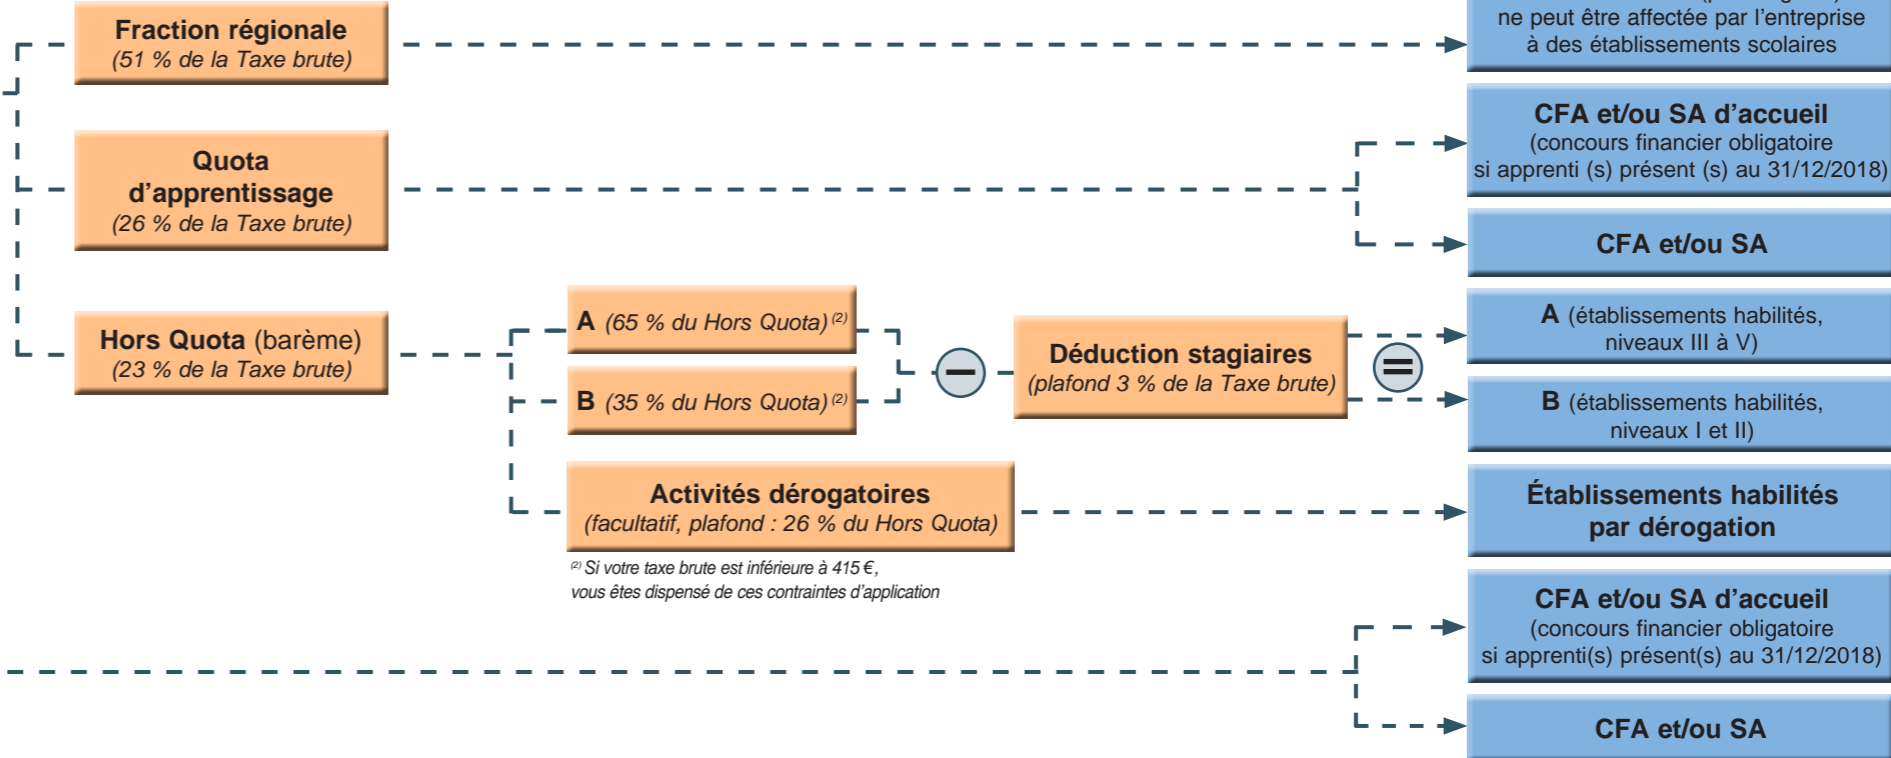 ne peut être affectée par l'entreprise
à des établissements scolaires
Fraction régionale
(51 % de la Taxe brute)
CFA et/ou SA d'accueil
(concours financier obligatoire
si apprenti (s) présent (s) au 31/12/2018)
Quota
d'apprentissage
(26 % de la Taxe brute)
CFA et/ou SA
Hors Quota (barème)
(23 % de la Taxe brute)
A (65 % du Hors Quota) (2)
B (35 % du Hors Quota) (2)
Déduction stagiaires
(plafond 3 % de la Taxe brute)
A (établissements habilités,
niveaux III à V)
B (établissements habilités,
niveaux I et II)
Activités dérogatoires
(facultatif, plafond : 26 % du Hors Quota)
Établissements habilités
par dérogation
(2) Si votre taxe brute est inférieure à 415 €,
vous êtes dispensé de ces contraintes d'application
CFA et/ou SA d'accueil
(concours financier obligatoire
si apprenti(s) présent(s) au 31/12/2018)
CFA et/ou SA